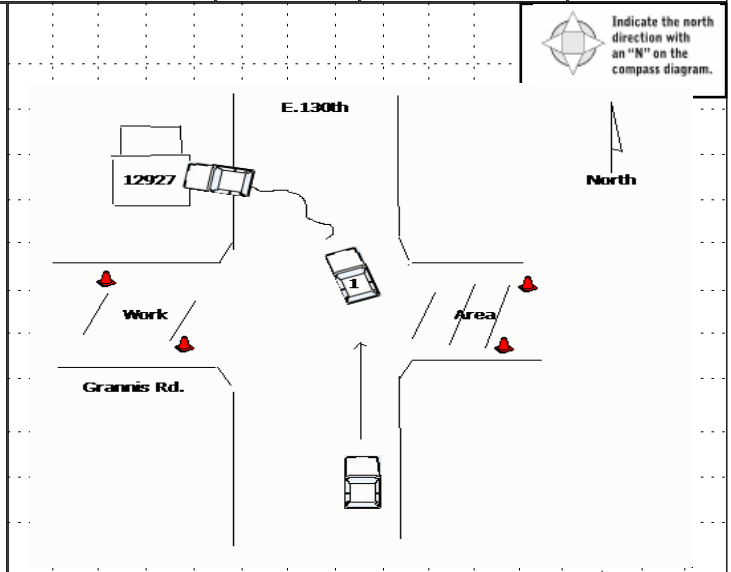 Indicate the north
direction with
an "N" on the
compass diagram.
E.130th
12927
North
1
Work
Area
Grannis Rd.